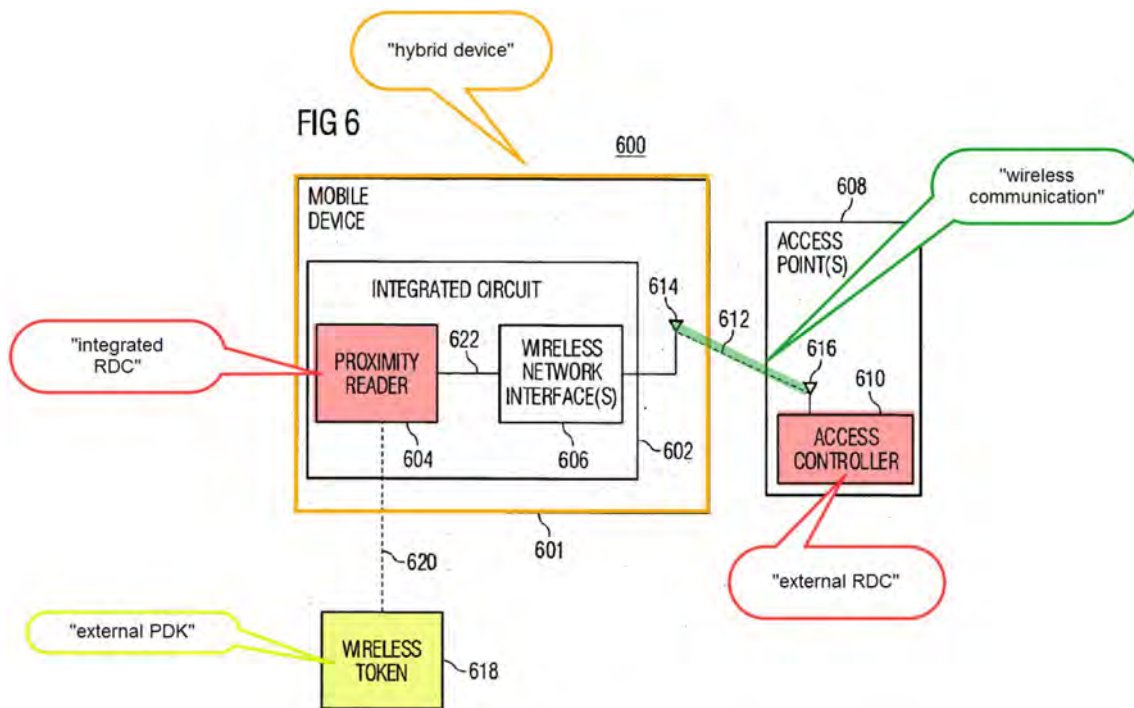 "hybrid device"
FIG 6
600
"wireless
communication"
MOBILE
DEVICE
608
ACCESS
POINT(S)
INTEGRATED CIRCUIT
614
612
"integrated
RDC"
PROXIMITY
READER
622
WIRELESS
NETWORK
INTERFACE(S)
616
610
604
606
602
ACCESS
CONTROLLER
601
620
"external RDC"
"external PDK"
WIRELESS
TOKEN
618